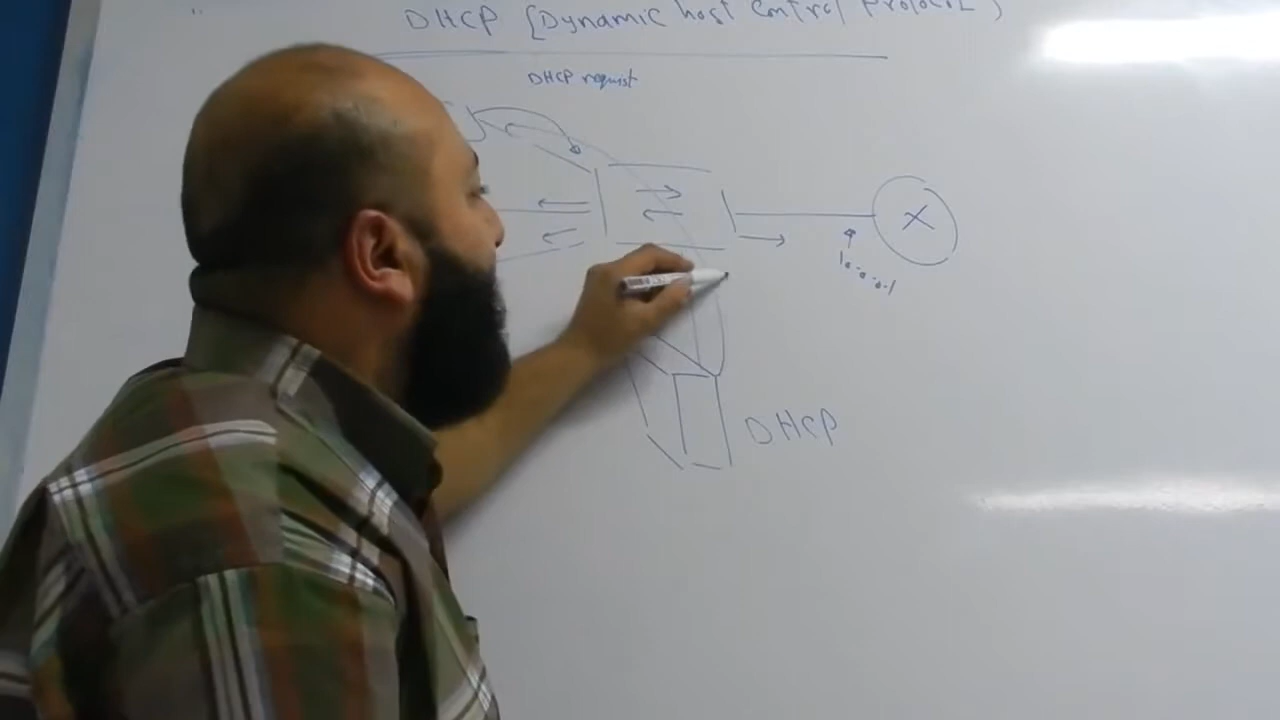 DHCP [Dynamic host Control Protocol)
DHCP request
X
10.0.0.1
DHCP